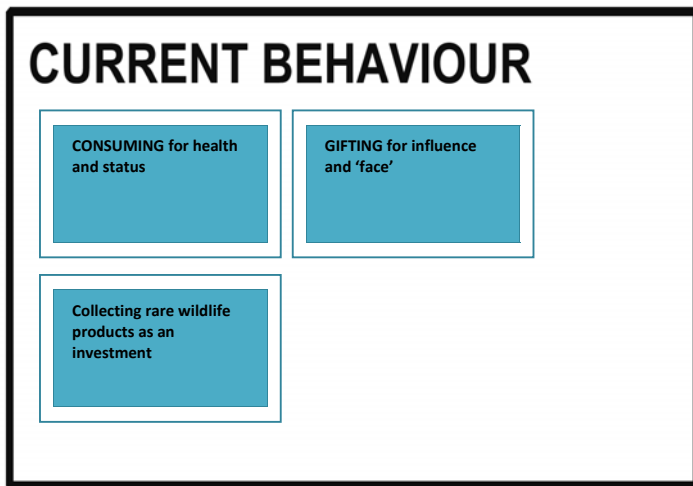 CURRENT BEHAVIOUR
CONSUMING for health
and status
GIFTING for influence
and ‘face’
Collecting rare wildlife
products as an
investment